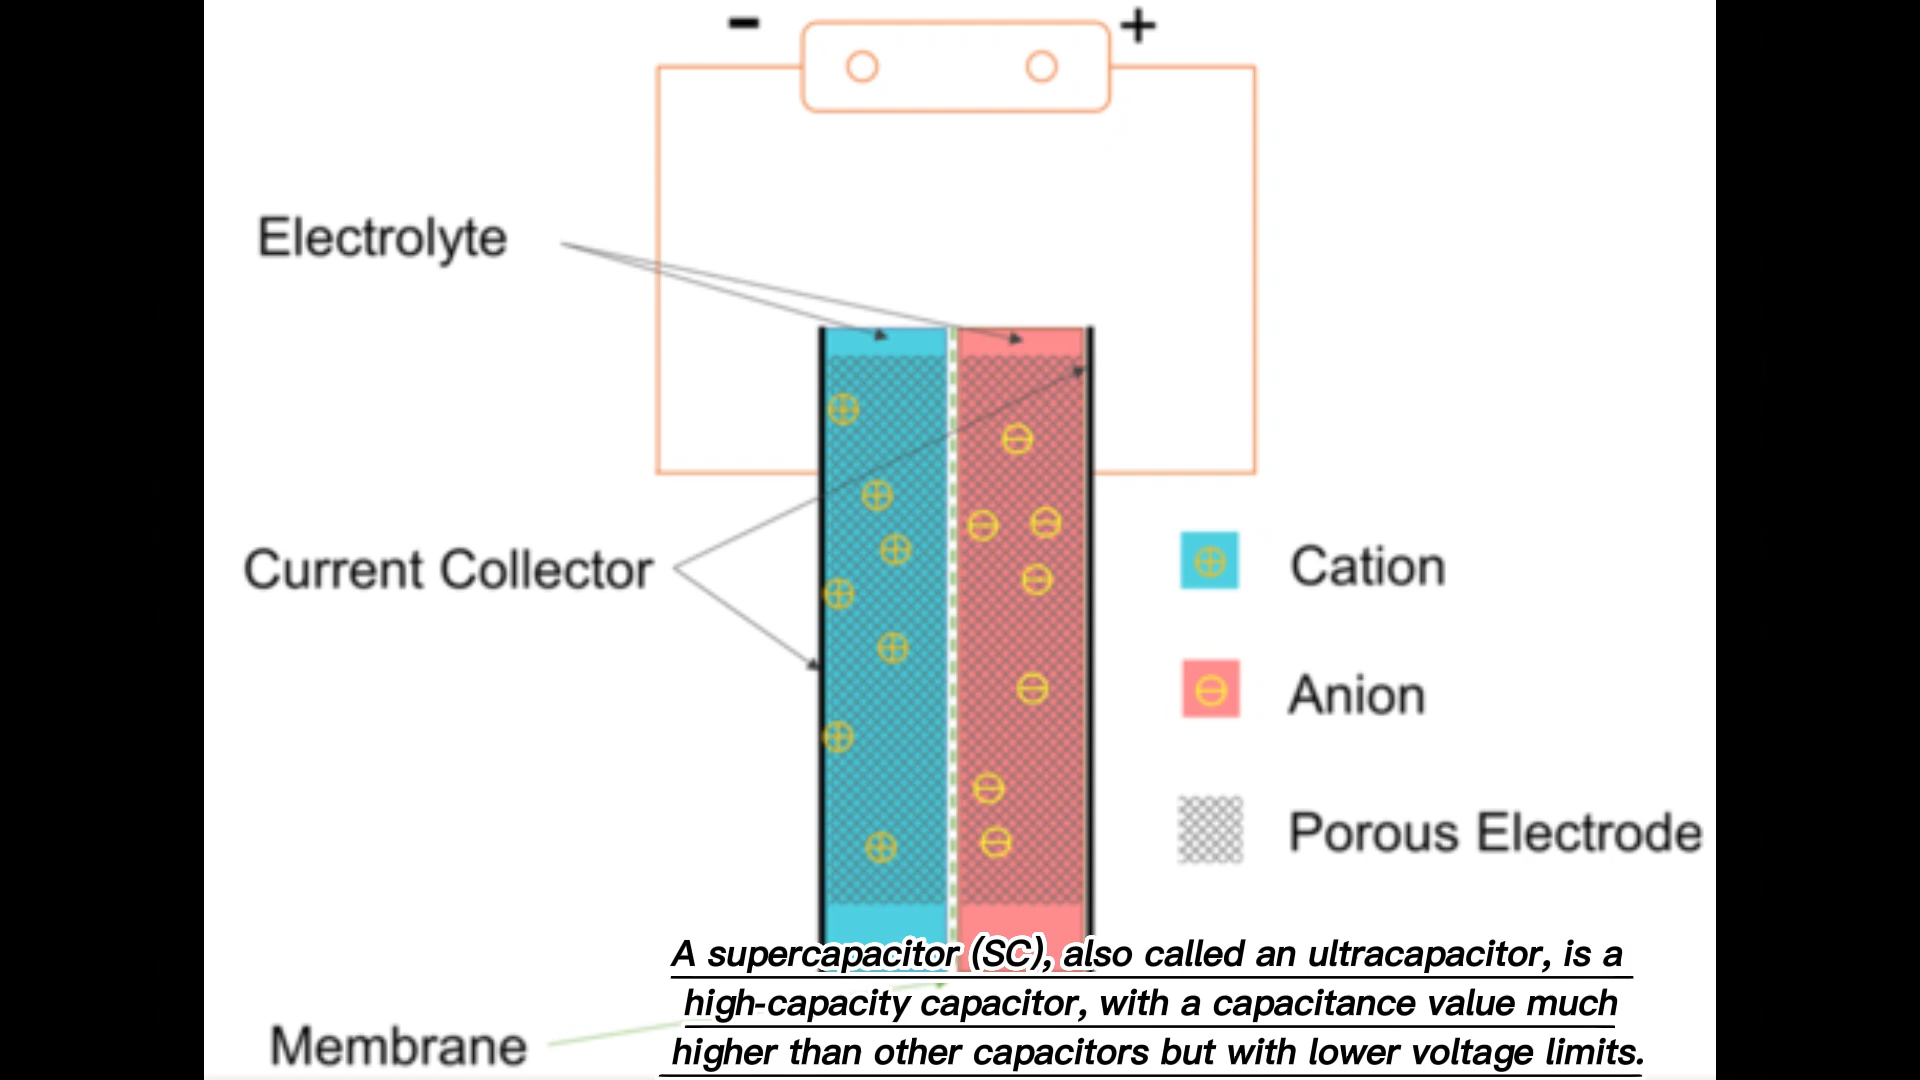 - +
Electrolyte
Current Collector
Cation
Anion
Porous Electrode
Membrane
A supercapacitor (SC), also called an ultracapacitor, is a
high-capacity capacitor, with a capacitance value much
higher than other capacitors but with lower voltage limits.